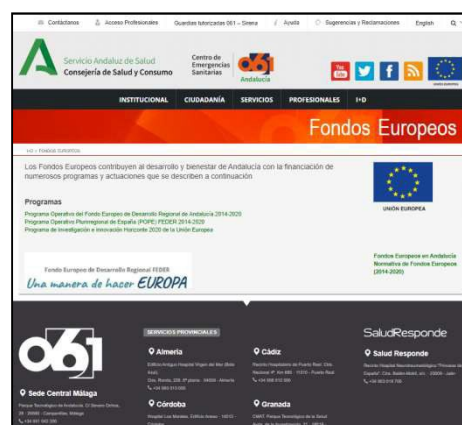 Contáctanos Acceso Profesionales Guardias tutorizadas 061 – Sirena Ayuda Sugerencias y Reclamaciones English
Servicio Andaluz de Salud
Consejería de Salud y Consumo
Centro de
Emergencias
Sanitarias
061
Andalucía
You
Tube
UNIÓN EUROPEA
INSTITUCIONAL CIUDADANÍA SERVICIOS PROFESIONALES I+D
Fondos Europeos
I+D » FONDOS EUROPEOS
Los Fondos Europeos contribuyen al desarrollo y bienestar de Andalucía con la financiación de
numerosos programas y actuaciones que se describen a continuación
UNIÓN EUROPEA
Programas
Programa Operativo del Fondo Europeo de Desarrollo Regional de Andalucía 2014-2020
Programa Operativo Plurirregional de España (POPE) FEDER 2014-2020
Programa de Investigación e Innovación Horizonte 2020 de la Unión Europea
Fondos Europeos en Andalucía
Normativa de Fondos Europeos
(2014-2020)
Fondo Europeo de Desarrollo Regional FEDER
Una manera de hacer EUROPA
061
Sede Central Málaga
SERVICIOS PROVINCIALES
Almería
Córdoba
Cádiz
Granada
SaludResponde
Salud Responde